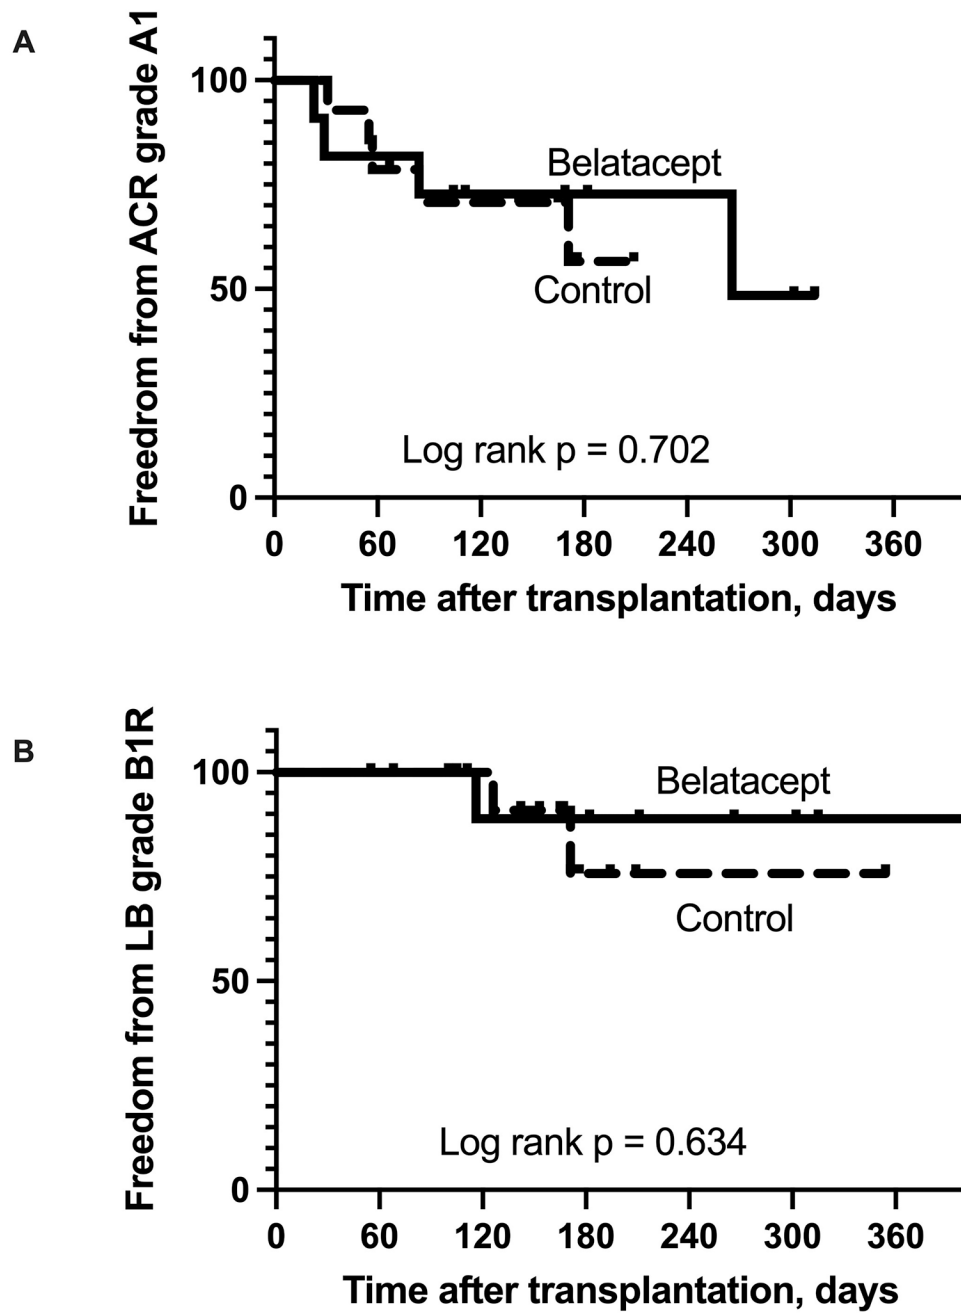 A
Freedrom from ACR grade A1
100
50
0
Belatacept
Control
Log rank p = 0.702
0 60 120 180 240 300 360
Time after transplantation, days
B
Freedom from LB grade B1R
100
50
0
Belatacept
Control
Log rank p = 0.634
0 60 120 180 240 300 360
Time after transplantation, days